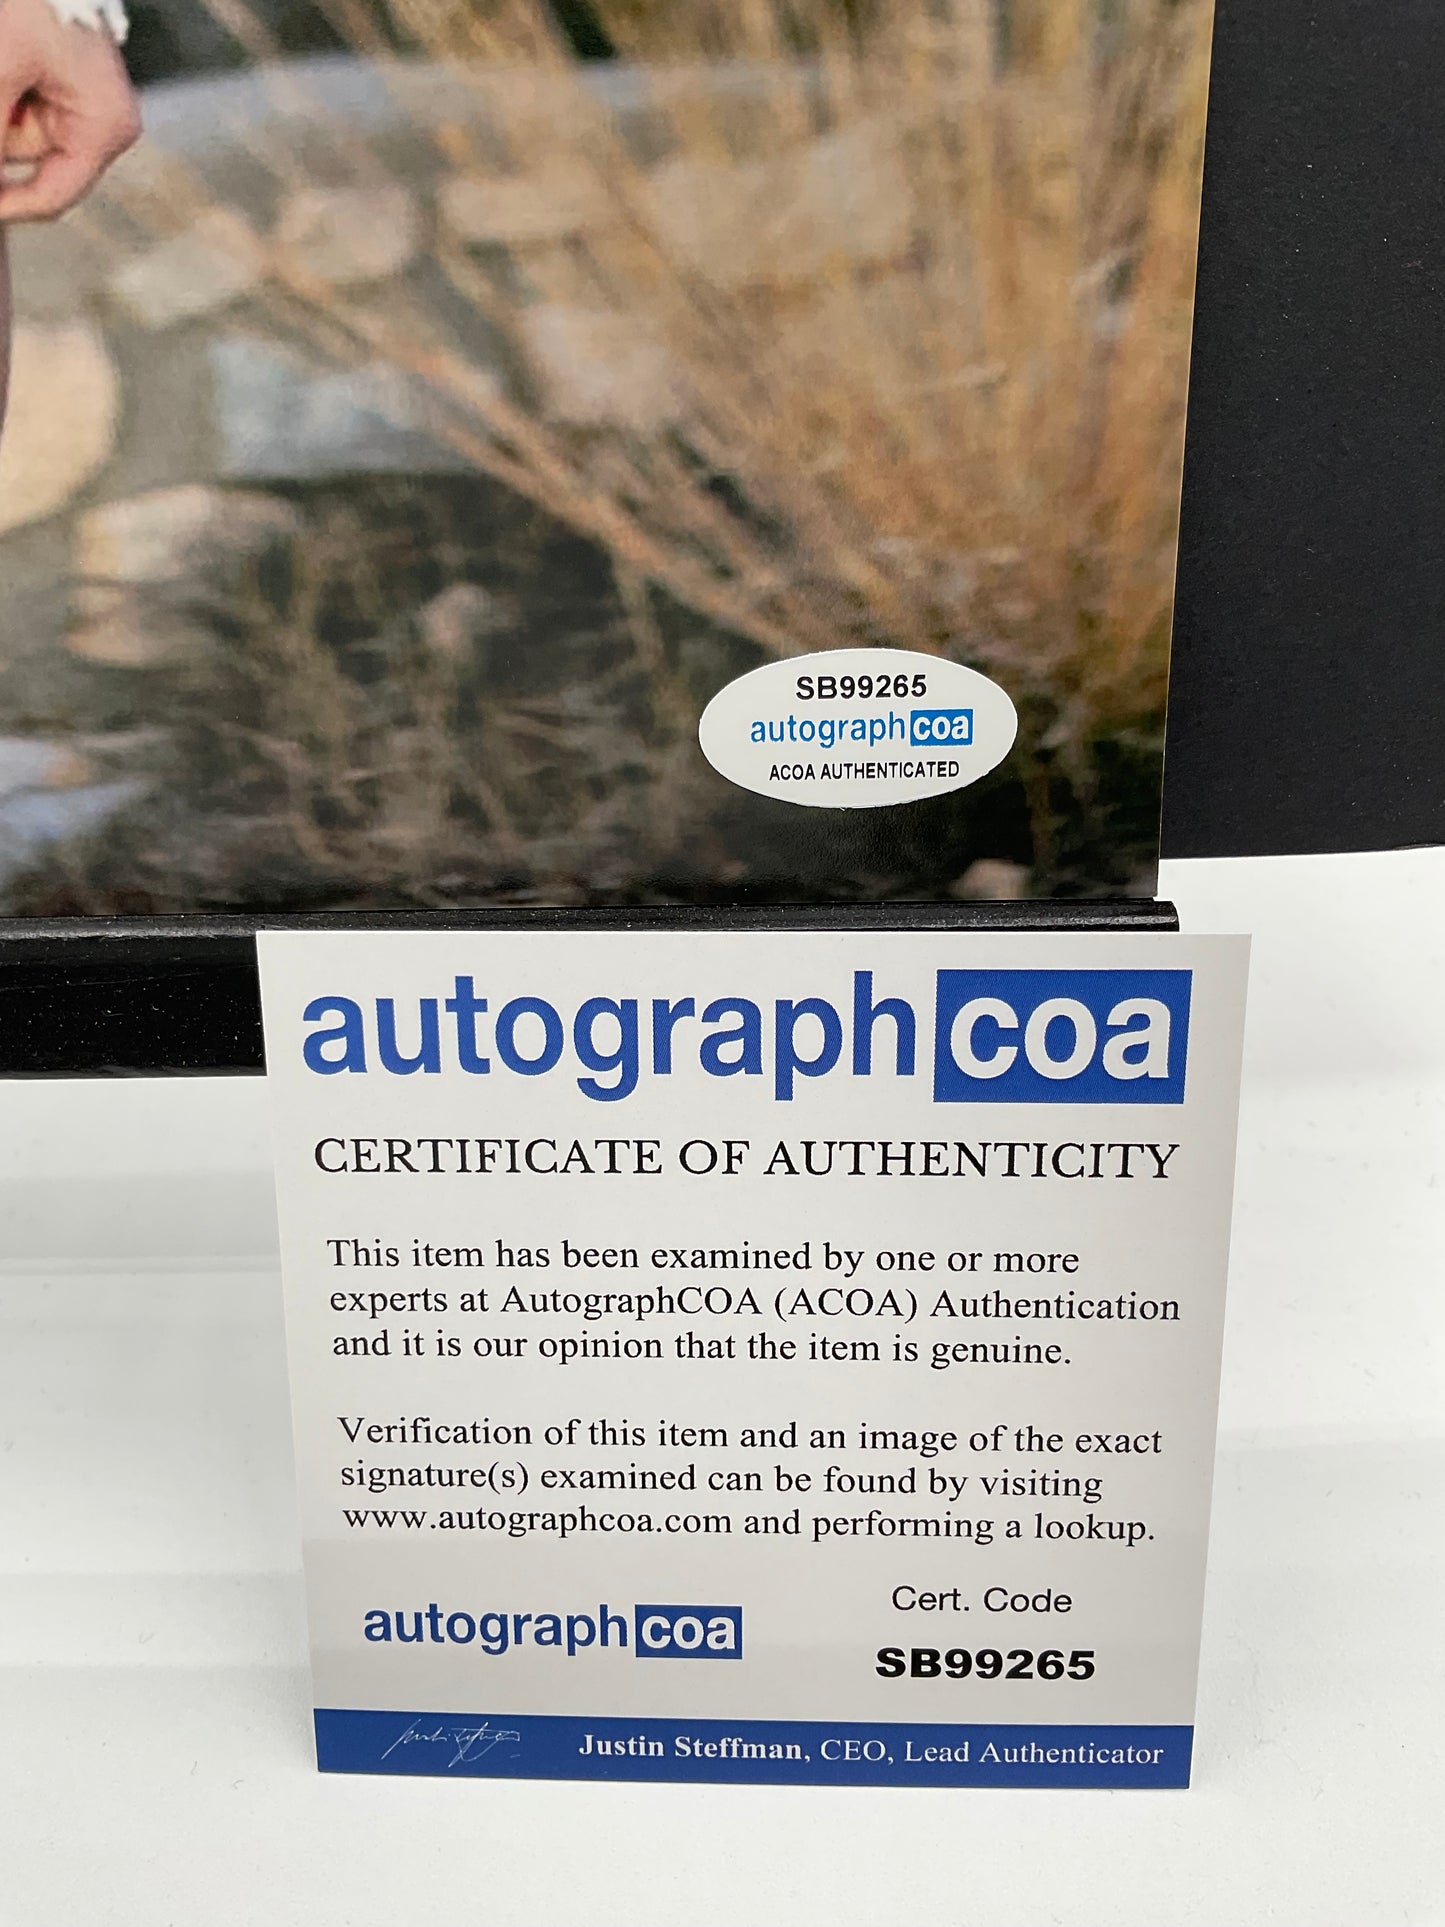 SB99265
autographcoa
ACOA AUTHENTICATED
autographcoa
CERTIFICATE OF AUTHENTICITY
This item has been examined by one or more
experts at AutographCOA (ACOA) Authentication
and it is our opinion that the item is genuine.
Verification of this item and an image of the exact
signature(s) examined can be found by visiting
www.autographcoa.com and performing a lookup.
autographcoa
Cert. Code
SB99265
Justin Steffman, CEO, Lead Authenticator